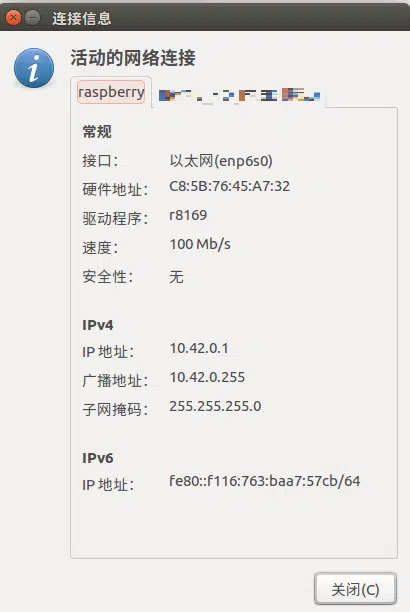 连接信息
活动的网络连接
raspberry
常规
接口： 以太网(enp6s0)
硬件地址： C8:5B:76:45:A7:32
驱动程序： r8169
速度： 100 Mb/s
安全性： 无
IPv4
IP 地址： 10.42.0.1
广播地址： 10.42.0.255
子网掩码： 255.255.255.0
IPv6
IP 地址： fe80::f116:763:baa7:57cb/64
关闭(C)